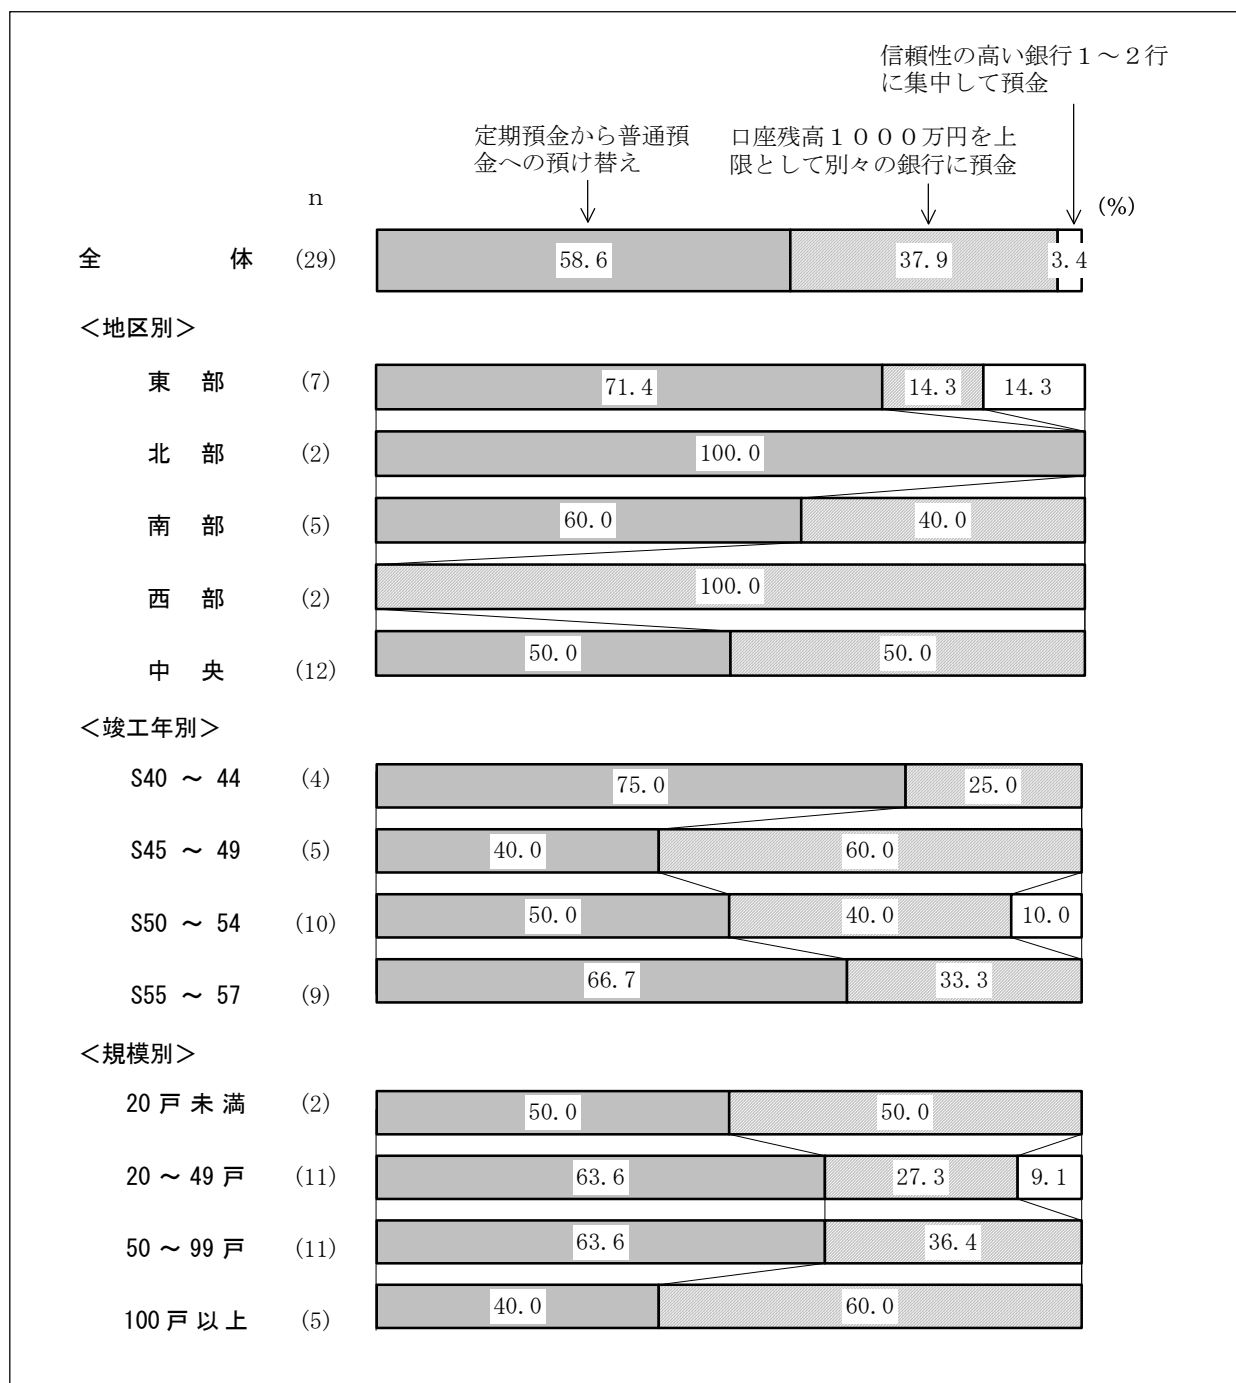 信頼性の高い銀行１～２行
に集中して預金
定期預金から普通預
金への預け替え
口座残高１０００万円を上
限として別々の銀行に預金
n
(%)
全 体 (29) 58.6 37.9 3.4
＜地区別＞
東 部 (7) 71.4 14.3 14.3
北 部 (2) 100.0
南 部 (5) 60.0 40.0
西 部 (2) 100.0
中 央 (12) 50.0 50.0
＜竣工年別＞
S40 ～ 44 (4) 75.0 25.0
S45 ～ 49 (5) 40.0 60.0
S50 ～ 54 (10) 50.0 40.0 10.0
S55 ～ 57 (9) 66.7 33.3
＜規模別＞
20 戸 未 満 (2) 50.0 50.0
20 ～ 49 戸 (11) 63.6 27.3 9.1
50 ～ 99 戸 (11) 63.6 36.4
100 戸 以 上 (5) 40.0 60.0